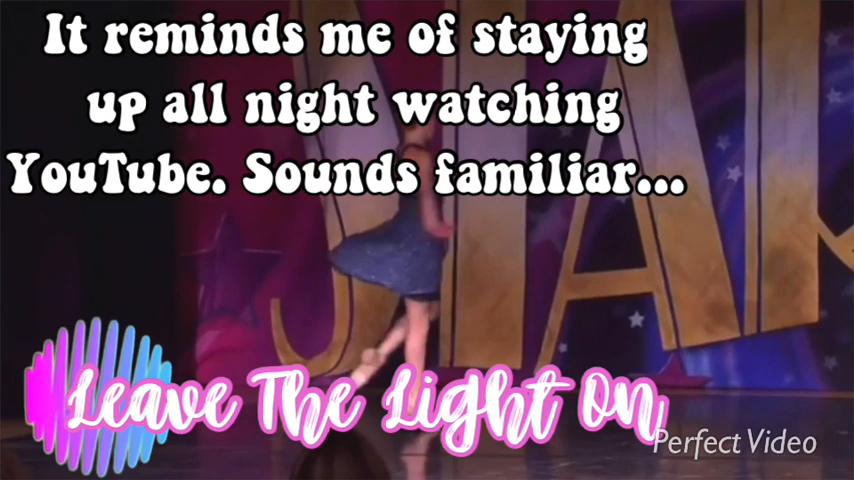 It reminds me of staying
up all night watching
YouTube. Sounds familiar...
Leave The Light On
Perfect Video